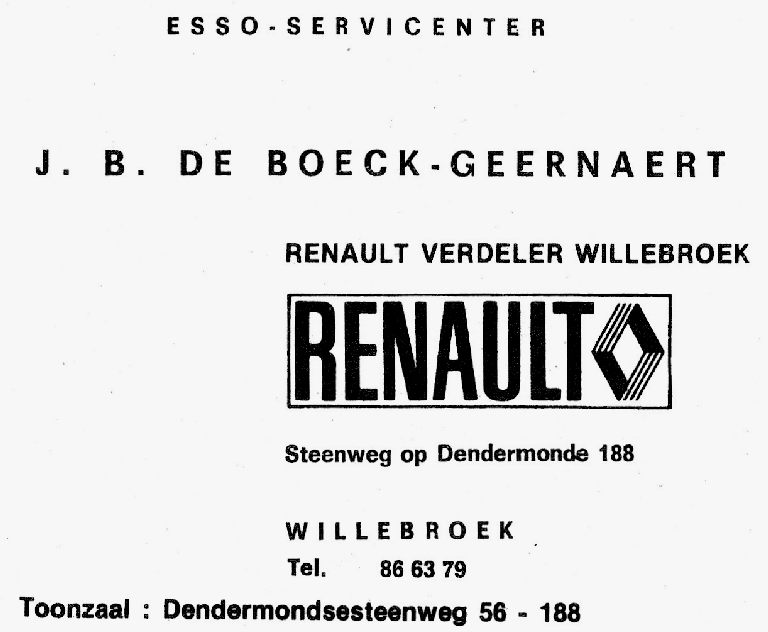 ESSO-SERVICENTER
J. B. DE BOECK-GEERNAERT
RENAULT VERDELER WILLEBROEK
RENAULT
Steenweg op Dendermonde 188
WILLEBROEK
Tel. 86 63 79
Toonzaal : Dendermondsesteenweg 56 - 188